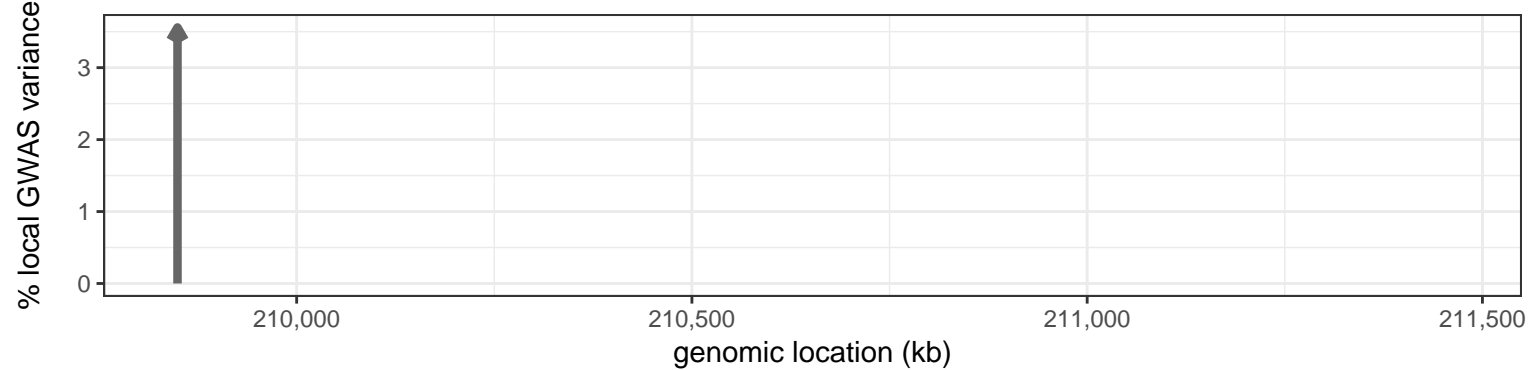 % local GWAS variance
3
2
1
0
210,000 210,500 211,000 211,500
genomic location (kb)